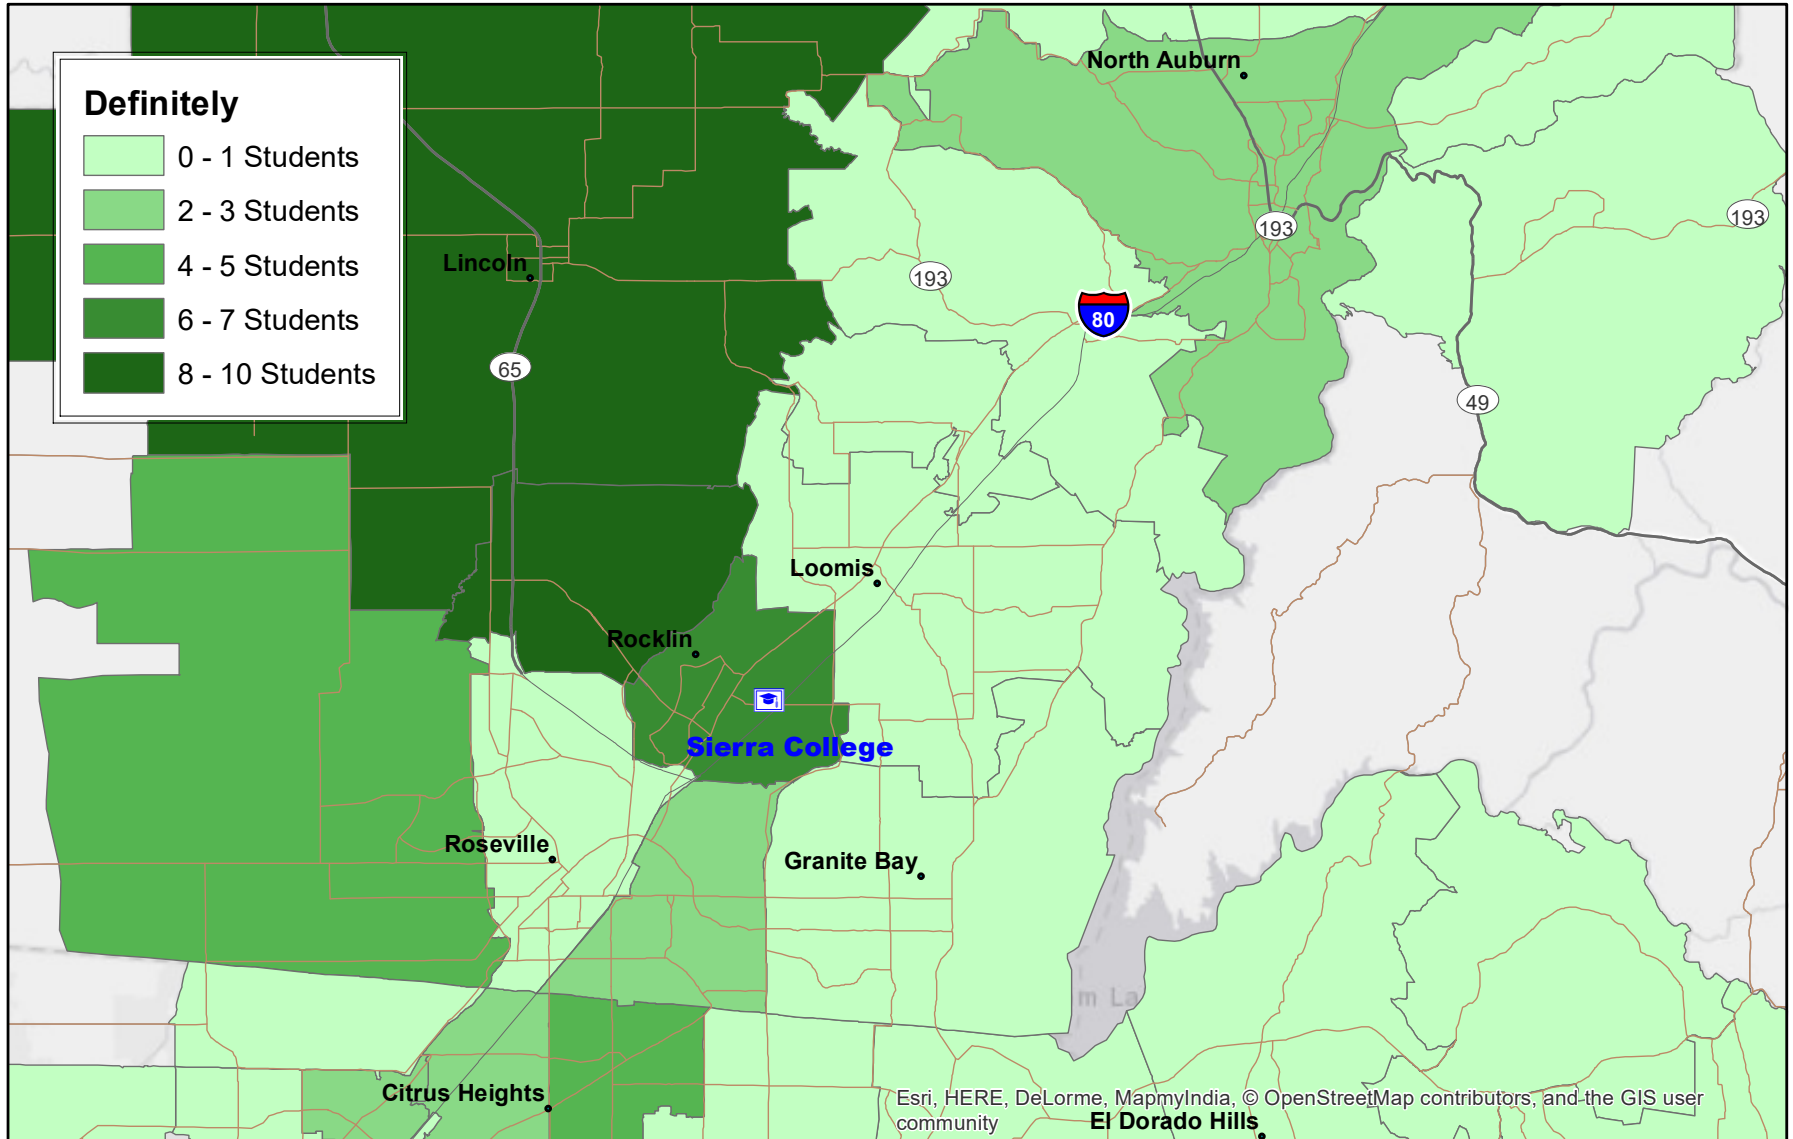 North Auburn
Definitely
0 - 1 Students
2 - 3 Students
4 - 5 Students
6 - 7 Students
8 - 10 Students
193
193
Lincoln
193
80
65
49
Loomis
Rocklin
Sierra College
Roseville
Granite Bay
m La
Citrus Heights
Esri, HERE, DeLorme, MapmyIndia, © OpenStreetMap contributors, and the GIS user
community
El Dorado Hills